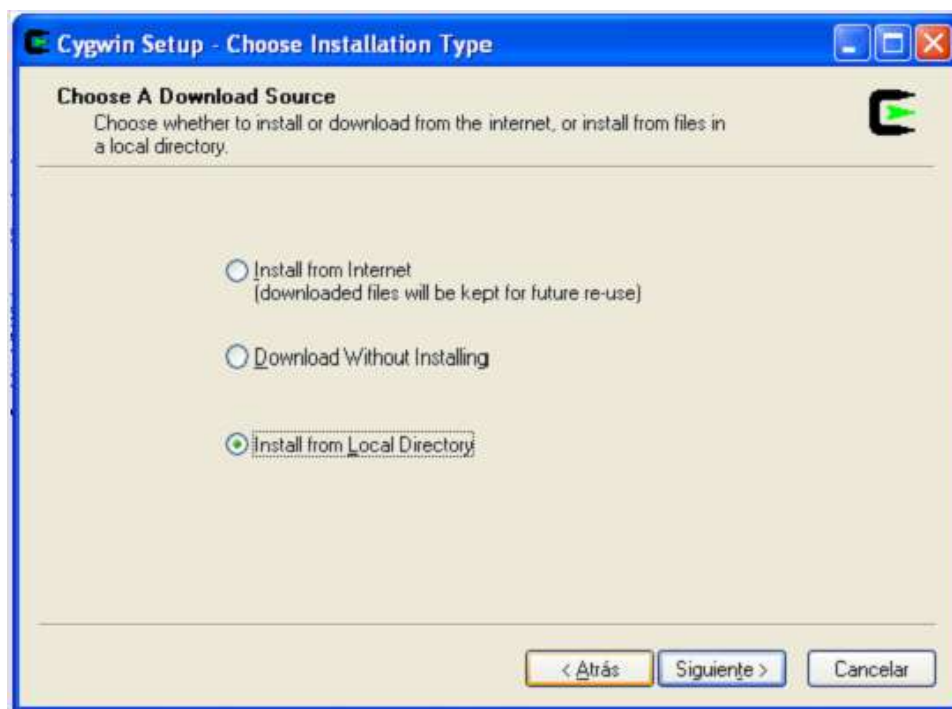 Cygwin Setup - Choose Installation Type
Choose A Download Source
Choose whether to install or download from the internet, or install from files in
a local directory.
Install from Internet
(downloaded files will be kept for future re-use)
Download Without Installing
Install from Local Directory
< Atrás
Siguiente >
Cancelar